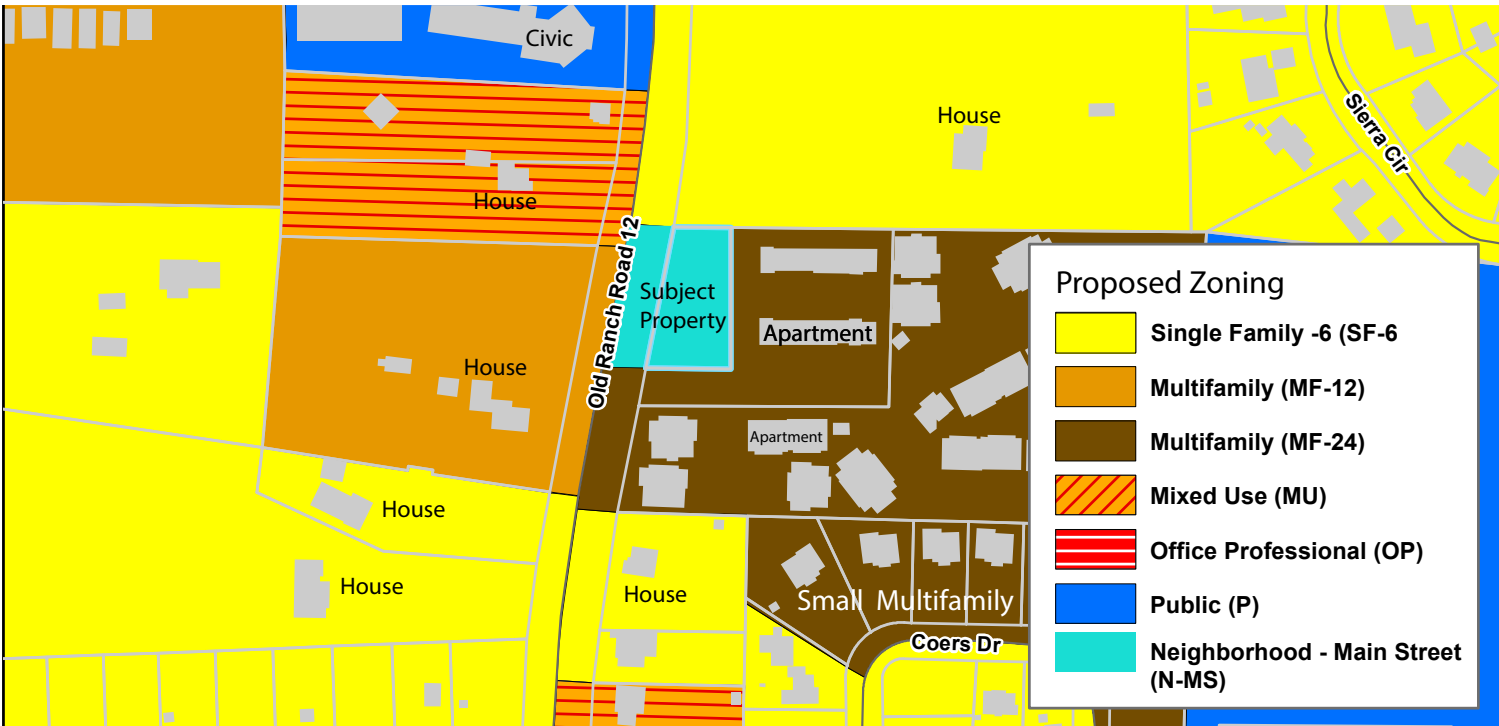 Civic
House
Sierra Cir
House
Old Ranch Road 12
Subject
Property
Apartment
House
Apartment
House
House
House
Small Multifamily
Coers Dr
Proposed Zoning
Single Family -6 (SF-6
Multifamily (MF-12)
Multifamily (MF-24)
Mixed Use (MU)
Office Professional (OP)
Public (P)
Neighborhood - Main Street
(N-MS)